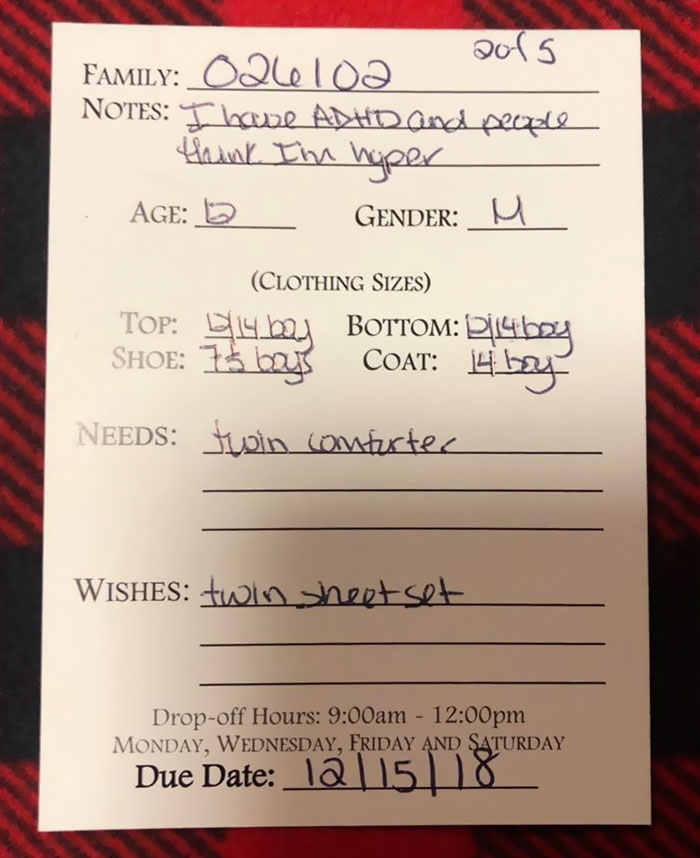 2 of 5
FAMILY: 026102
NOTES: I have ADHD and people
think I'm hyper
AGE: 12 GENDER: M
(CLOTHING SIZES)
TOP: 12/14 boy BOTTOM: 12/14 boy
SHOE: 7.5 boys COAT: 14 boy
NEEDS: twin comfurter
WISHES: twin sheet set
Drop-off Hours: 9:00am - 12:00pm
MONDAY, WEDNESDAY, FRIDAY AND SATURDAY
Due Date: 12/15/18